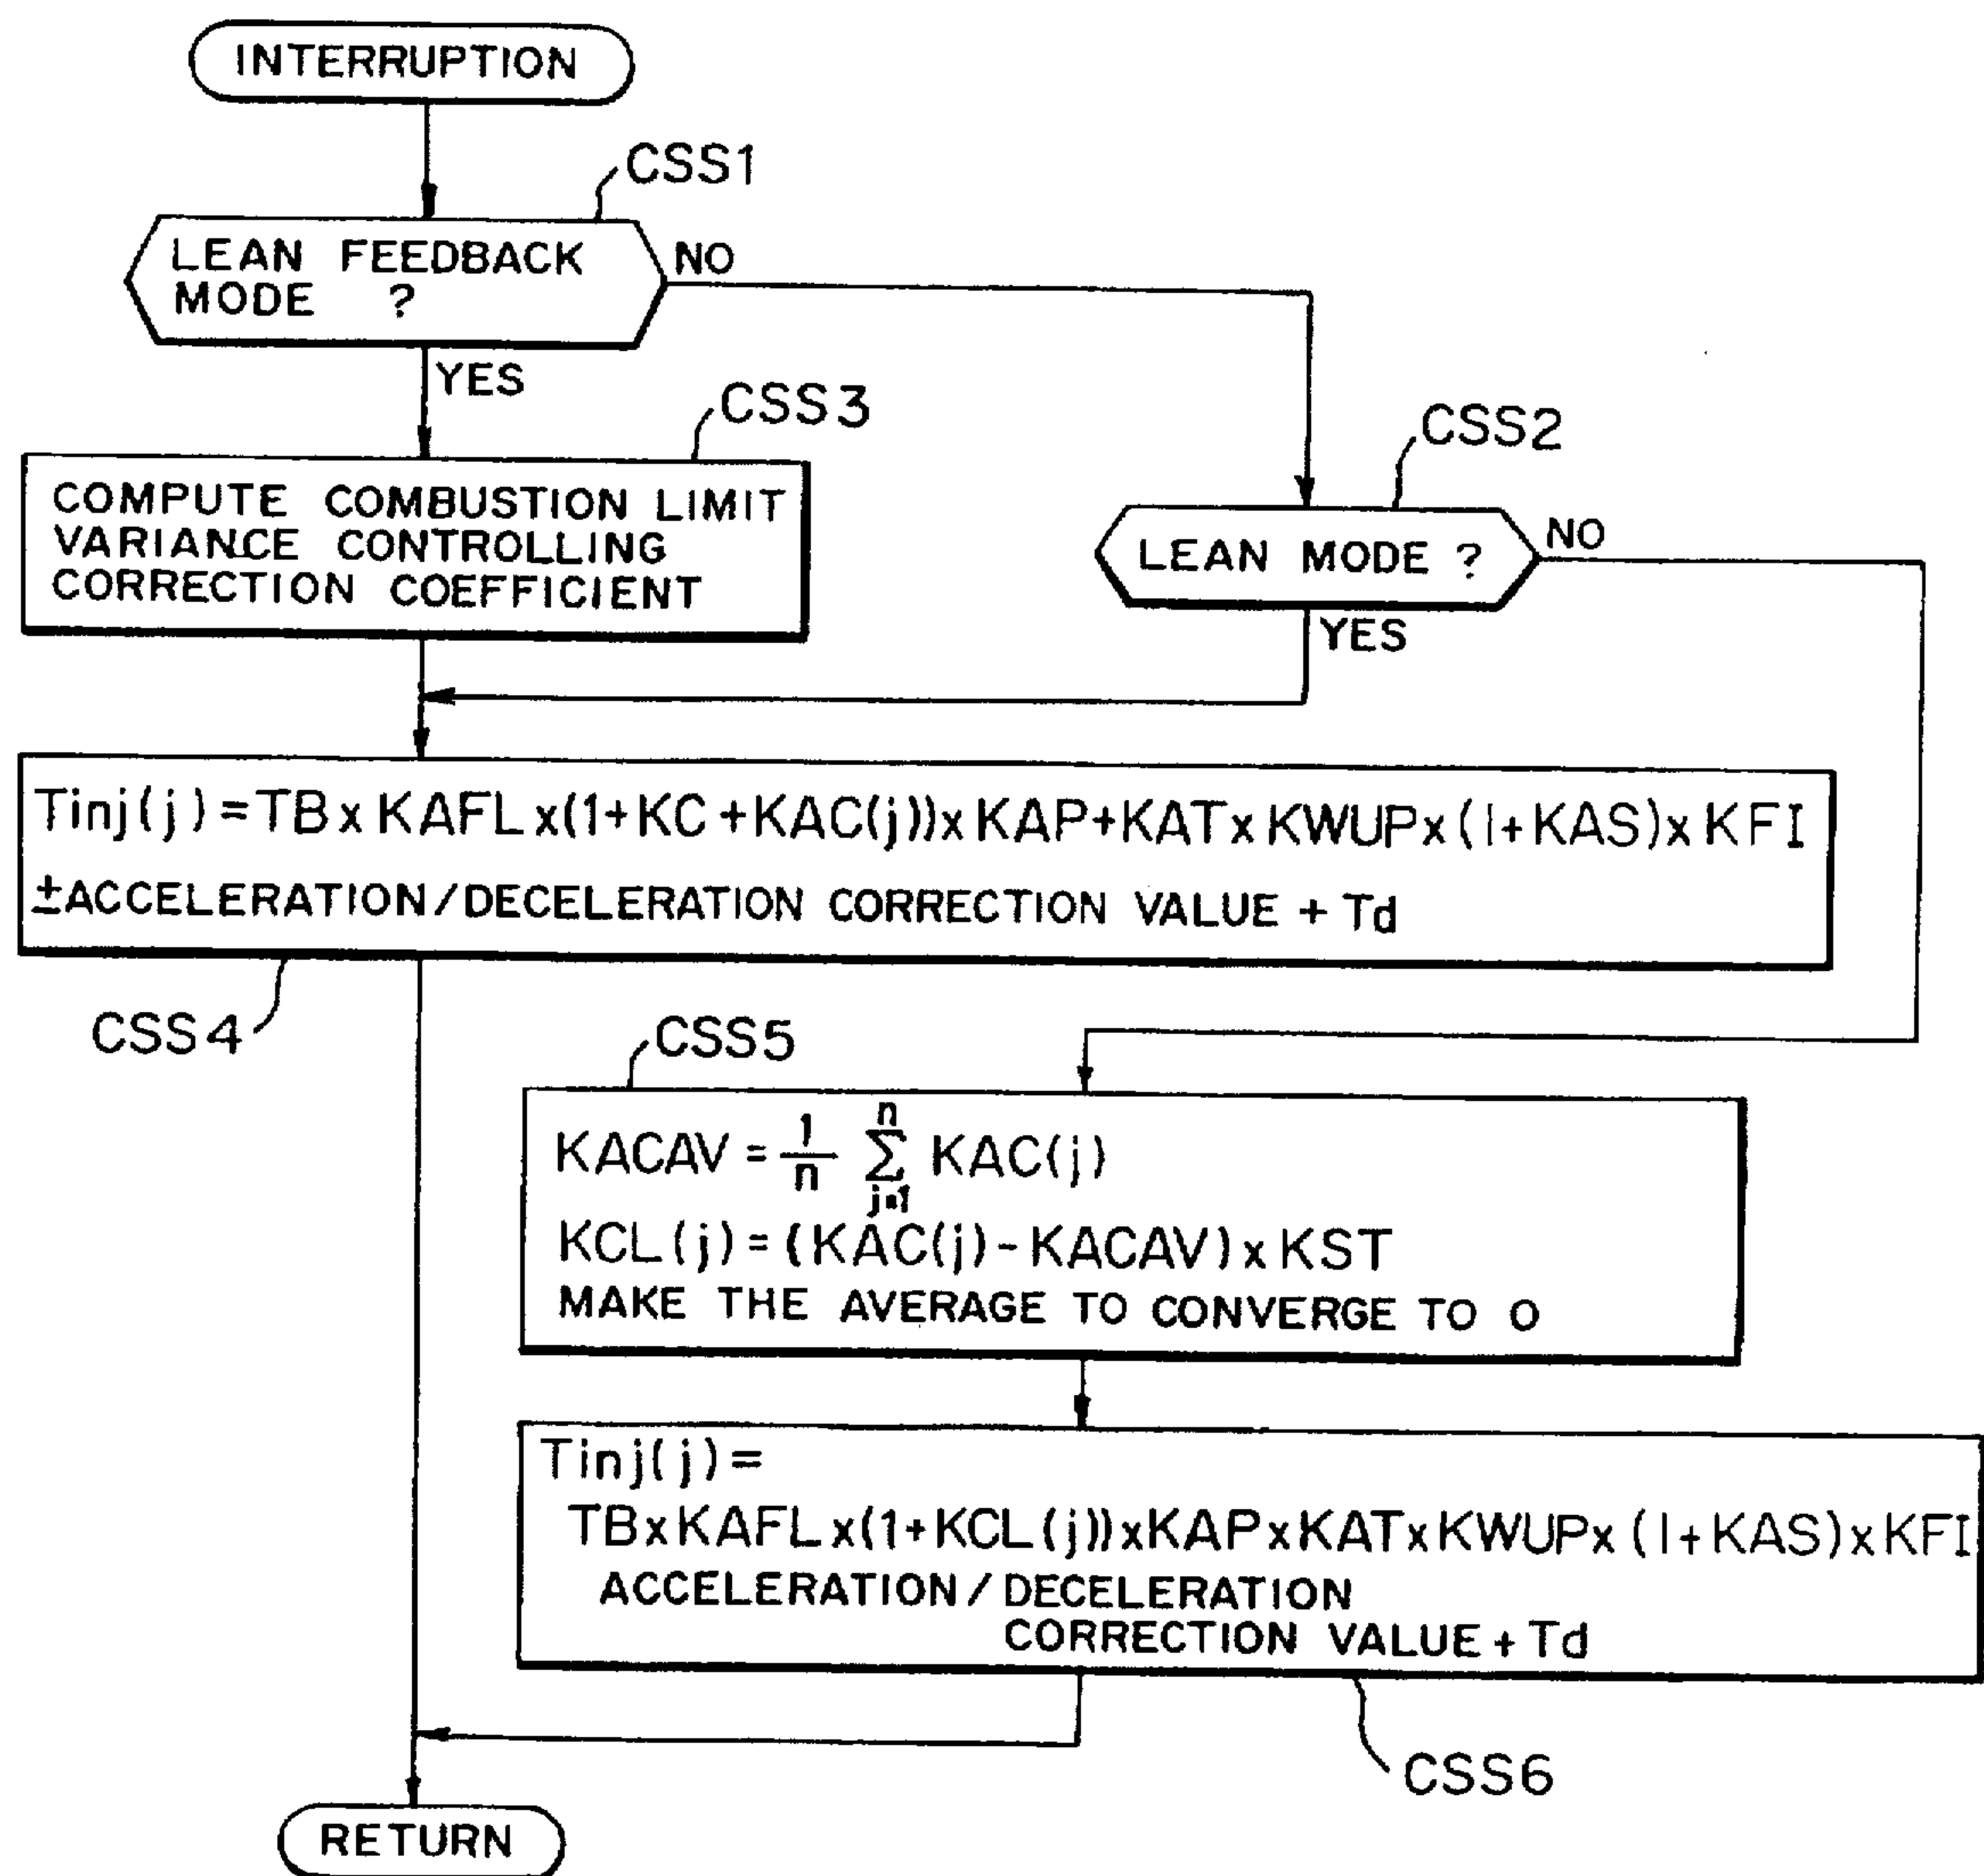 INTERRUPTION
CSS1
LEAN FEEDBACK
MODE ?
NO
YES
CSS3
COMPUTE COMBUSTION LIMIT
VARIANCE CONTROLLING
CORRECTION COEFFICIENT
CSS2
LEAN MODE ?
NO
YES
Tinj(j)=TBxKAFLx(1+KC+KAC(j))xKAP+KATxKWUPx(1+KAS)xKFI
±ACCELERATION/DECELERATION CORRECTION VALUE + Td
CSS4
CSS5
KACAV = 1/n n Σ j=1 KAC(j)
KCL(j)=(KAC(j)-KACAV)xKST
MAKE THE AVERAGE TO CONVERGE TO 0
Tinj(j)=
TBxKAFLx(1+KCL(j))xKAPxKATxKWUPx(1+KAS)xKFI
ACCELERATION/DECELERATION
CORRECTION VALUE + Td
CSS6
RETURN